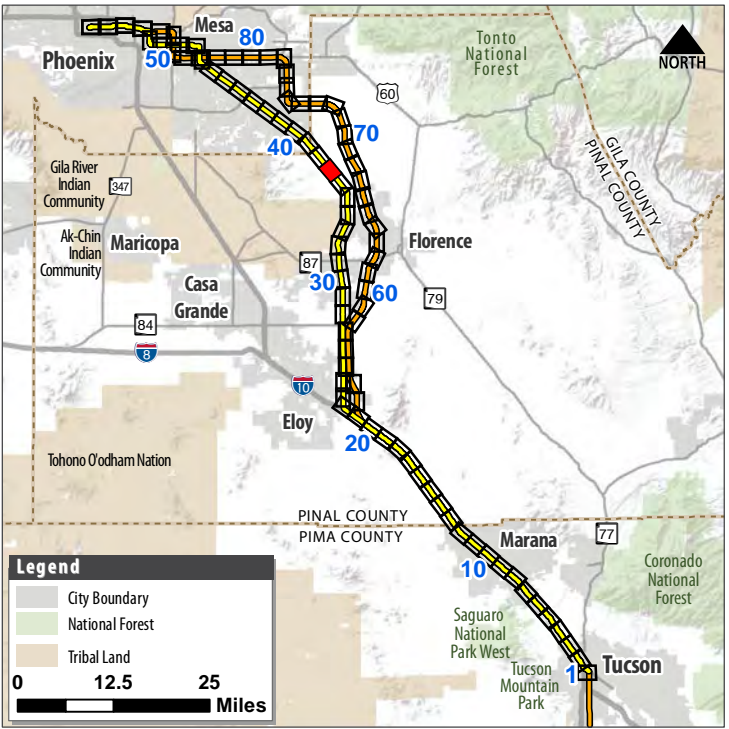 Mesa
80
Phoenix
50
Tonto
National
Forest
NORTH
60
70
40
GILA COUNTY
PINAL COUNTY
Gila River
Indian
Community
347
Ak-Chin
Indian
Community
Maricopa
Florence
87
30
60
Casa
Grande
79
84
8
10
Eloy
20
Tohono O'odham Nation
PINAL COUNTY
PIMA COUNTY
Marana
77
10
Coronado
National
Forest
Saguaro
National
Park West
Tucson
Mountain
Park
1
Tucson
Legend
City Boundary
National Forest
Tribal Land
0 12.5 25
Miles